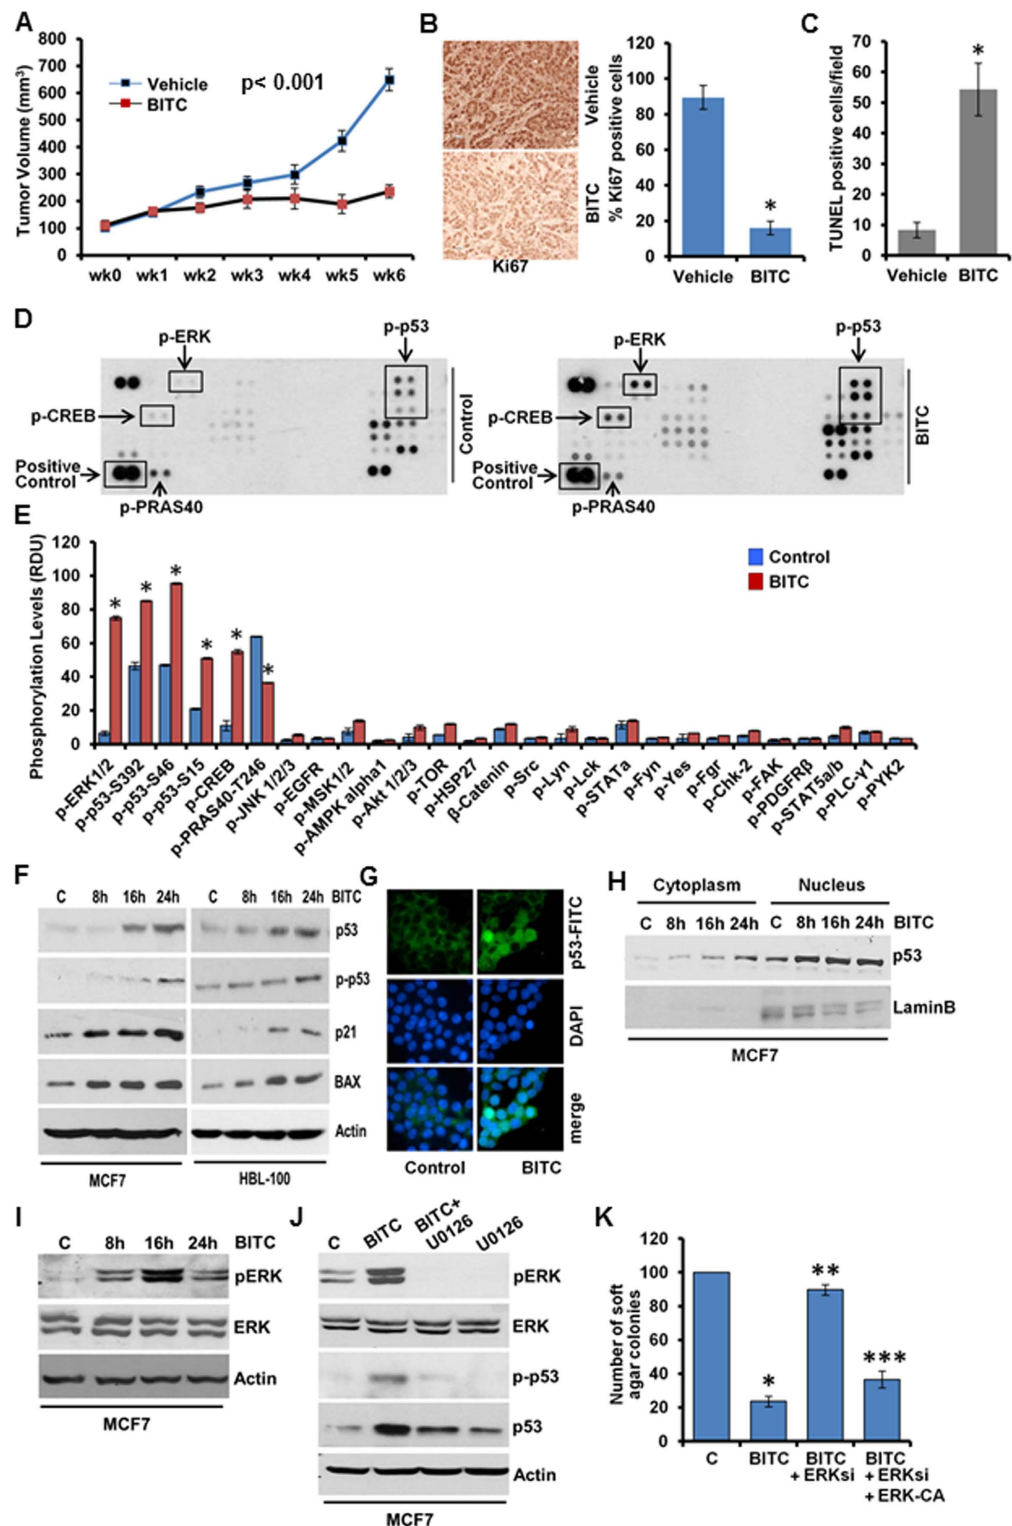 A
800
700
600
500
400
300
200
100
0
Tumor Volume (mm³)
Vehicle
BITC
p< 0.001
wk0 wk1 wk2 wk3 wk4 wk5 wk6
B
Vehicle
BITC
Ki67
% Ki67 positive cells
120
100
80
60
40
20
0
*
Vehicle BITC
C
TUNEL positive cells/field
70
60
50
40
30
20
10
0
*
Vehicle BITC
D
p-ERK
p-p53
p-CREB
Positive
Control
p-PRAS40
Control
p-ERK
p-p53
p-CREB
Positive
Control
p-PRAS40
BITC
E
Phosphorylation Levels (RDU)
120
100
80
60
40
20
0
* * * * * *
Control
BITC
p-ERK1/2
p-p53-S392
p-p53-S46
p-p53-S15
p-CREB
p-PRAS40-T246
p-JNK 1/2/3
p-EGFR
p-MSK1/2
p-AMPK alpha1
p-Akt 1/2/3
p-TOR
p-HSP27
β-Catenin
p-Src
p-Lyn
p-Lck
p-STATa
p-Fyn
p-Yes
p-Fgr
p-Chk-2
p-FAK
p-PDGFRβ
p-STAT5a/b
p-PLC-γ1
p-PYK2
F
C 8h 16h 24h C 8h 16h 24h BITC
p53
p-p53
p21
BAX
Actin
MCF7 HBL-100
G
p53-FITC
DAPI
merge
Control BITC
H
Cytoplasm Nucleus
C 8h 16h 24h C 8h 16h 24h BITC
p53
LaminB
MCF7
I
C 8h 16h 24h BITC
pERK
ERK
Actin
MCF7
J
C BITC BITC+ U0126 U0126
pERK
ERK
p-p53
p53
Actin
MCF7
K
Number of soft
agar colonies
120
100
80
60
40
20
0
* ** ***
C BITC BITC BITC
+ ERKsi + ERKsi
+ ERK-CA